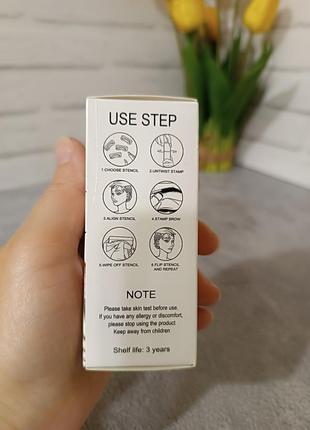 USE STEP
1.CHOOSE STENCIL
2.UNTWIST STAMP
3.ALIGN STENCIL
4.STAMP BROW
5.WIPE OFF STENCIL
6.FLIP STENCIL
AND REPEAT
NOTE
Please take skin test before use.
If you have any allergy or discomfort,
please stop using the product
Keep away from children
Shelf life: 3 years